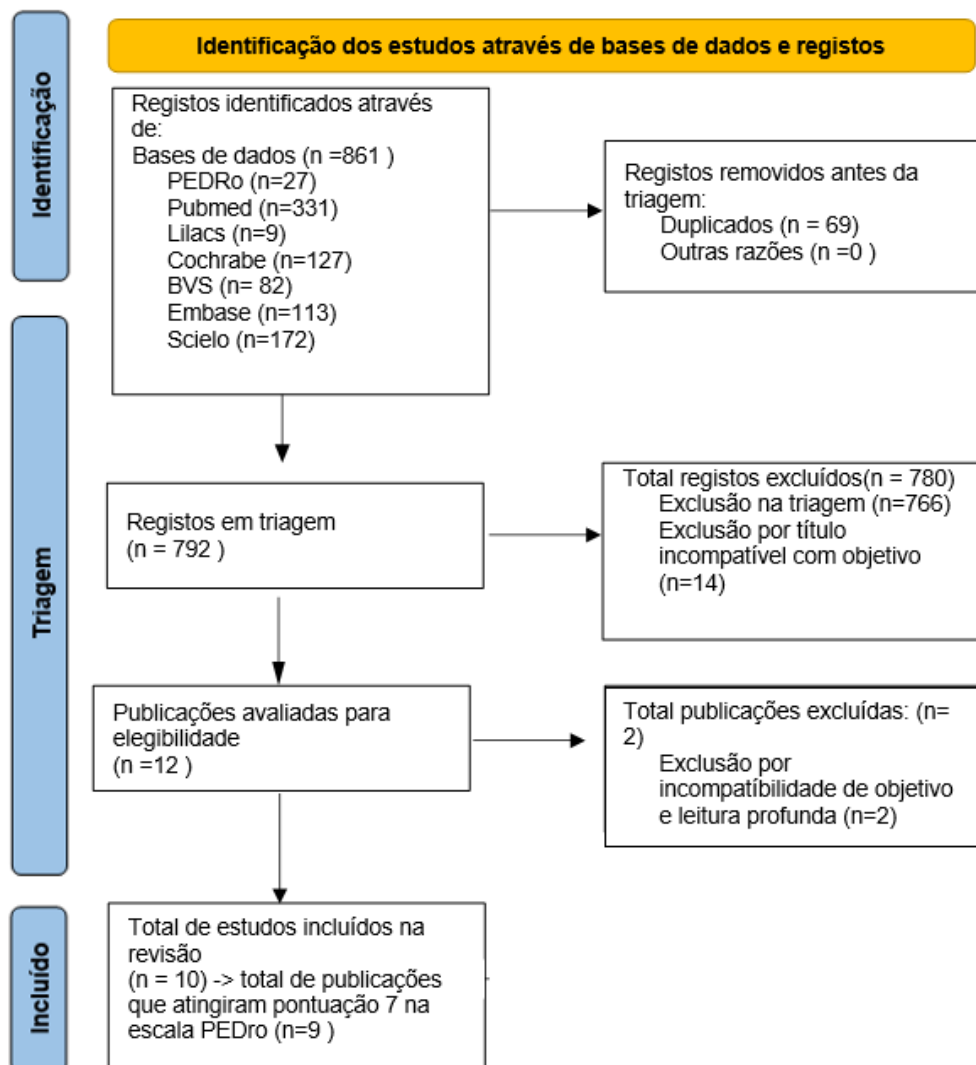 Identificação dos estudos através de bases de dados e registos
Identificação
Registos identificados através
de:
Bases de dados (n =861 )
PEDRo (n=27)
Pubmed (n=331)
Lilacs (n=9)
Cochrabe (n=127)
BVS (n= 82)
Embase (n=113)
Scielo (n=172)
Registos removidos antes da
triagem:
Duplicados (n = 69)
Outras razões (n =0 )
Triagem
Registos em triagem
(n = 792 )
Total registos excluídos(n = 780)
Exclusão na triagem (n=766)
Exclusão por título
incompatível com objetivo
(n=14)
Publicações avaliadas para
elegibilidade
(n =12 )
Total publicações excluídas: (n=
2)
Exclusão por
incompatíbilidade de objetivo
e leitura profunda (n=2)
Incluído
Total de estudos incluídos na
revisão
(n = 10) -> total de publicações
que atingiram pontuação 7 na
escala PEDro (n=9 )